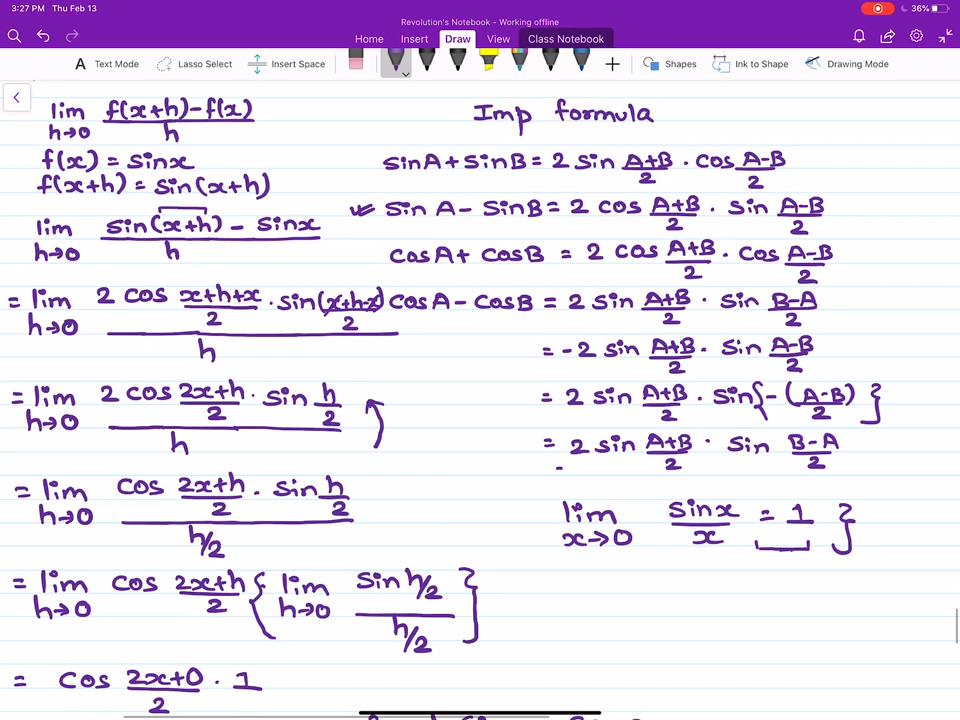 3:27 PM Thu Feb 13
36%
Revolution's Notebook - Working offline
Home Insert Draw View Class Notebook
Text Mode Lasso Select Insert Space Shapes Ink to Shape Drawing Mode
lim h→0 (f(x+h)-f(x))/h
f(x) = sinx
f(x+h) = sin(x+h)
lim h→0 (sin(x+h) - sinx)/h
= lim h→0 (2 cos (x+h+x)/2 · sin(x+h-x)/2)/h
= lim h→0 (2 cos (2x+h)/2 · sin h/2)/h
= lim h→0 (cos (2x+h)/2 · sin h/2)/(h/2)
= lim h→0 cos (2x+h)/2 { lim h→0 (sin h/2)/(h/2) }
= cos (2x+0)/2 · 1
Imp formula
sinA + sinB = 2 sin (A+B)/2 · cos (A-B)/2
sin A - sinB = 2 cos (A+B)/2 · sin (A-B)/2
cosA + cosB = 2 cos (A+B)/2 · cos (A-B)/2
cosA - cosB = 2 sin (A+B)/2 · sin (B-A)/2
= -2 sin (A+B)/2 · sin (A-B)/2
= 2 sin (A+B)/2 · sin{ - (A-B)/2 }
= 2 sin (A+B)/2 · sin (B-A)/2
lim x→0 sinx/x = 1 }